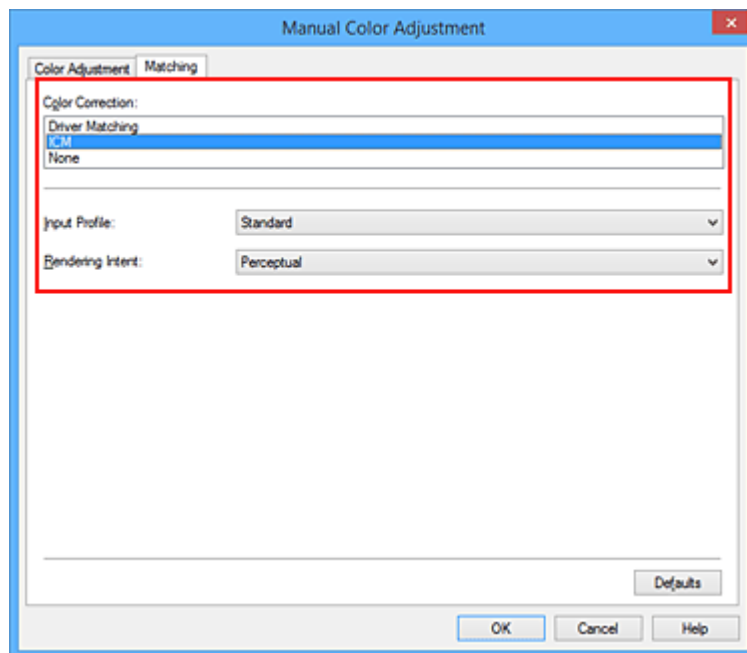 Manual Color Adjustment
Color Adjustment Matching
Color Correction:
Driver Matching
ICM
None
Input Profile: Standard
Rendering Intent: Perceptual
Defaults
OK Cancel Help